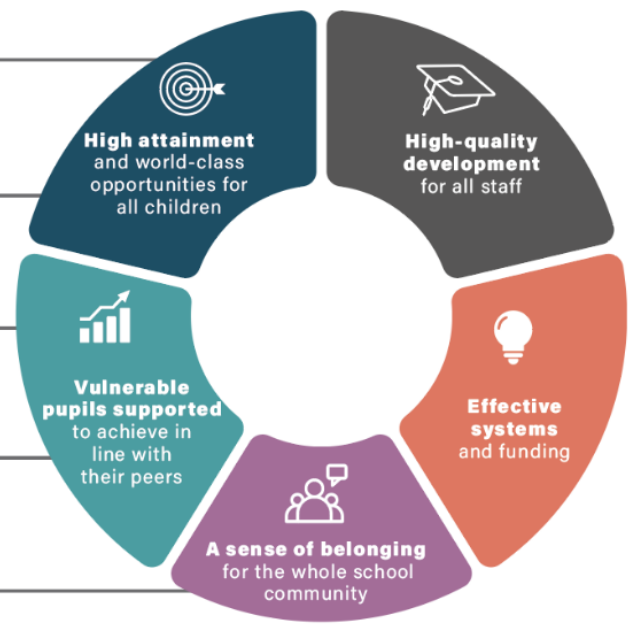 High attainment
and world-class
opportunities for
all children
High-quality
development
for all staff
Effective
systems
and funding
A sense of belonging
for the whole school
community
Vulnerable
pupils supported
to achieve in
line with
their peers